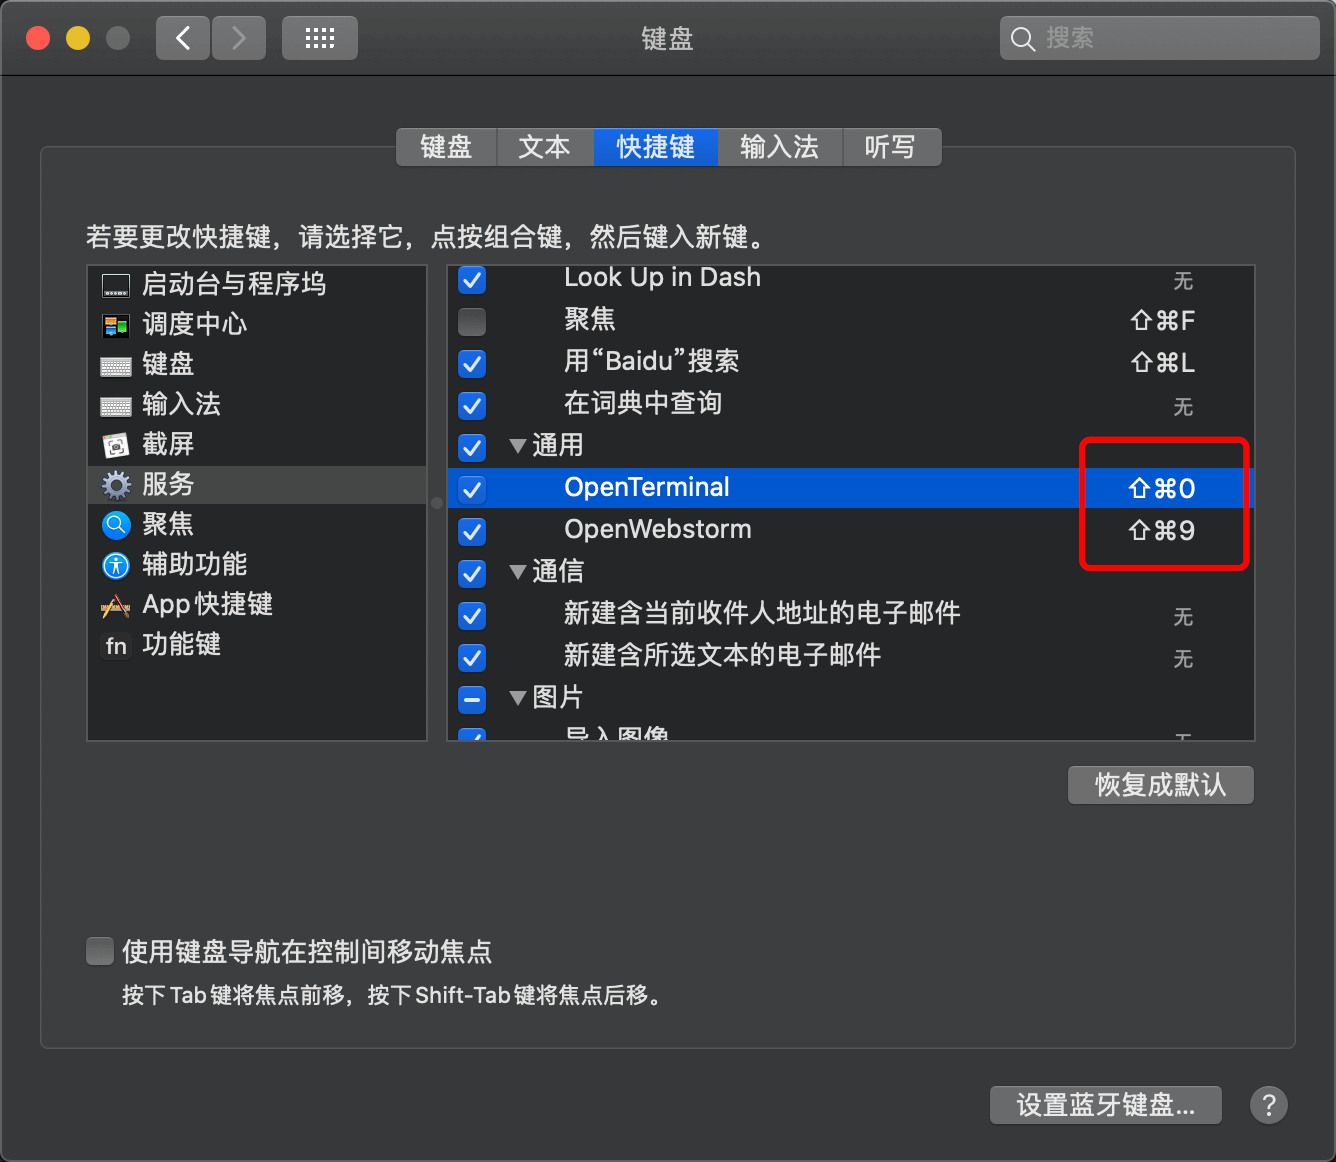 键盘
搜索
键盘 文本 快捷键 输入法 听写
若要更改快捷键，请选择它，点按组合键，然后键入新键。
启动台与程序坞
调度中心
键盘
输入法
截屏
服务
聚焦
辅助功能
App 快捷键
fn 功能键
Look Up in Dash 无
聚焦 ⇧⌘F
用“Baidu”搜索 ⇧⌘L
在词典中查询 无
▼通用
OpenTerminal ⇧⌘0
OpenWebstorm ⇧⌘9
▼通信
新建含当前收件人地址的电子邮件 无
新建含所选文本的电子邮件 无
▼图片
导入图像 无
恢复成默认
使用键盘导航在控制间移动焦点
按下 Tab 键将焦点前移，按下 Shift-Tab 键将焦点后移。
设置蓝牙键盘... ?